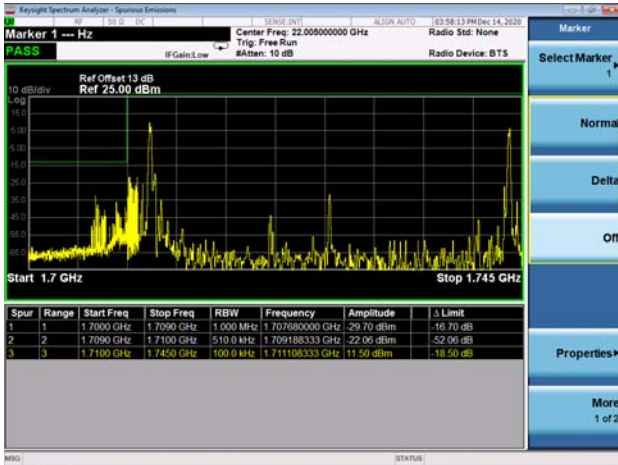 Keysight Spectrum Analyzer - Spurious Emissions
RF 50 Ω DC SENSE:INT ALIGN AUTO 03:58:13 PM Dec 14, 2020
Marker 1 --- Hz
Center Freq: 22.005000000 GHz
Radio Std: None
PASS
Trig: Free Run
IFGain:Low
#Atten: 10 dB
Radio Device: BTS
Ref Offset 13 dB
10 dB/div Ref 25.00 dBm
Log
15.0
5.00
-5.00
-15.0
-25.0
-35.0
-45.0
-55.0
-65.0
Start 1.7 GHz Stop 1.745 GHz
Spur Range Start Freq Stop Freq RBW Frequency Amplitude Δ Limit
1 1 1.7000 GHz 1.7090 GHz 1.000 MHz 1.707680000 GHz -29.70 dBm -16.70 dB
2 2 1.7090 GHz 1.7100 GHz 510.0 kHz 1.709188333 GHz -22.06 dBm -52.06 dB
3 3 1.7100 GHz 1.7450 GHz 100.0 kHz 1.711108333 GHz 11.50 dBm -18.50 dB
MSG STATUS
Marker
Select Marker
1
Normal
Delta
Off
Properties
More
1 of 2